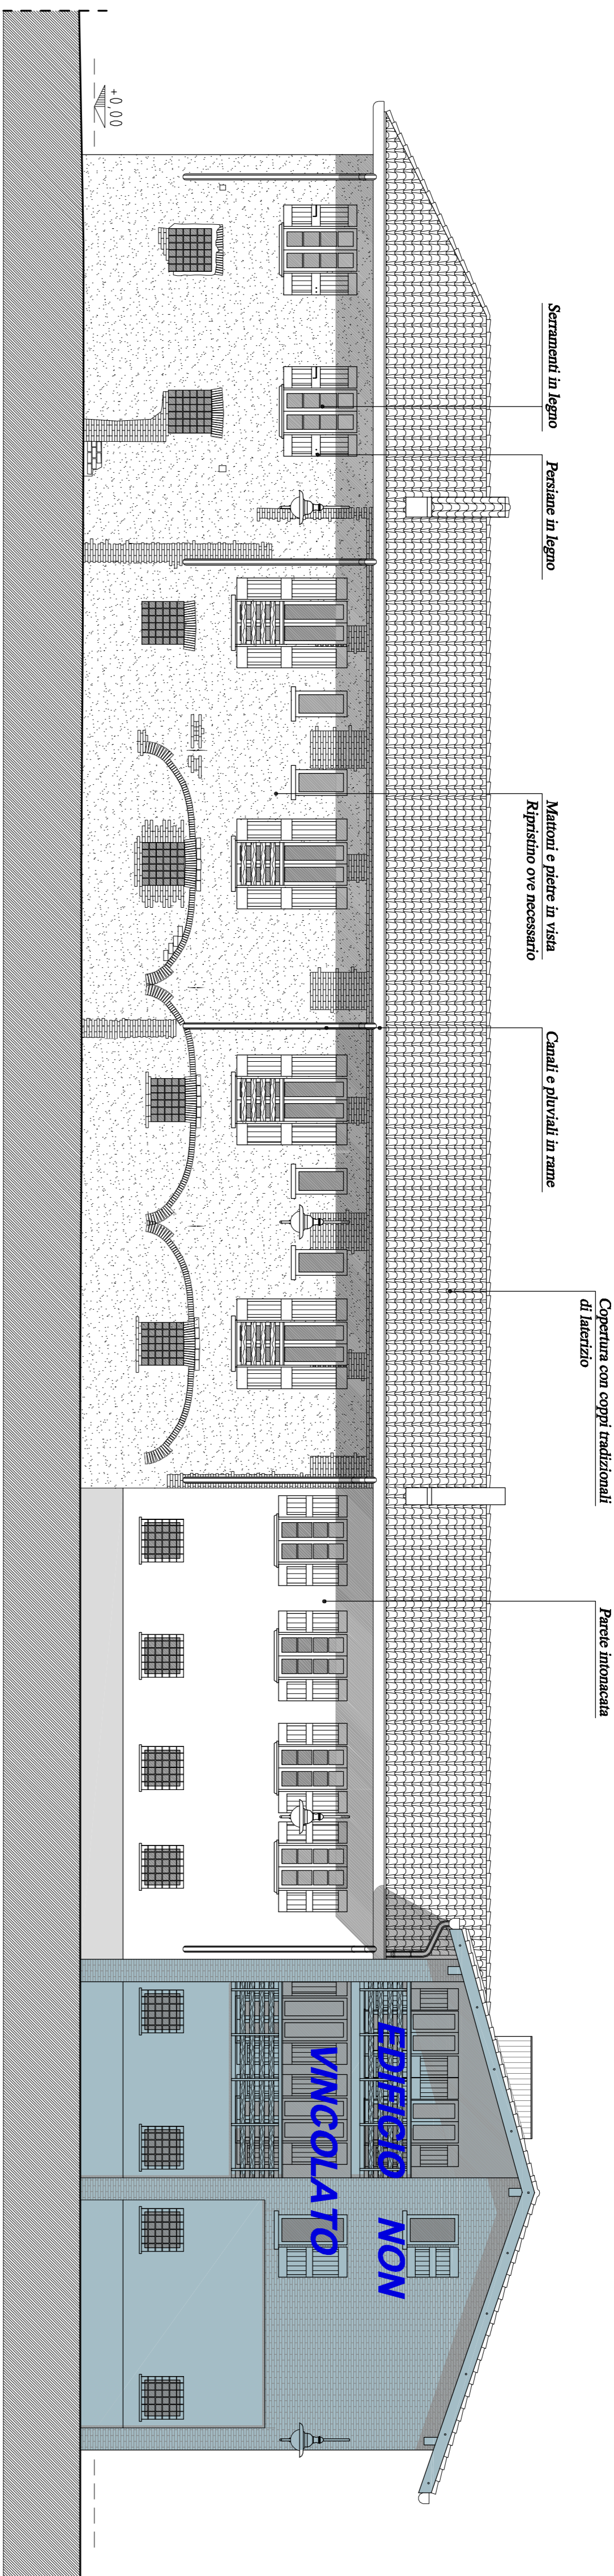 Serramenti in legno
Persiane in legno
Mattoni e pietre in vista
Ripristino ove necessario
Canali e pluviali in rame
Copertura con coppi tradizionali
di laterizio
Parete intonacata
+0,00
EDIFICIO NON
VINCOLATO